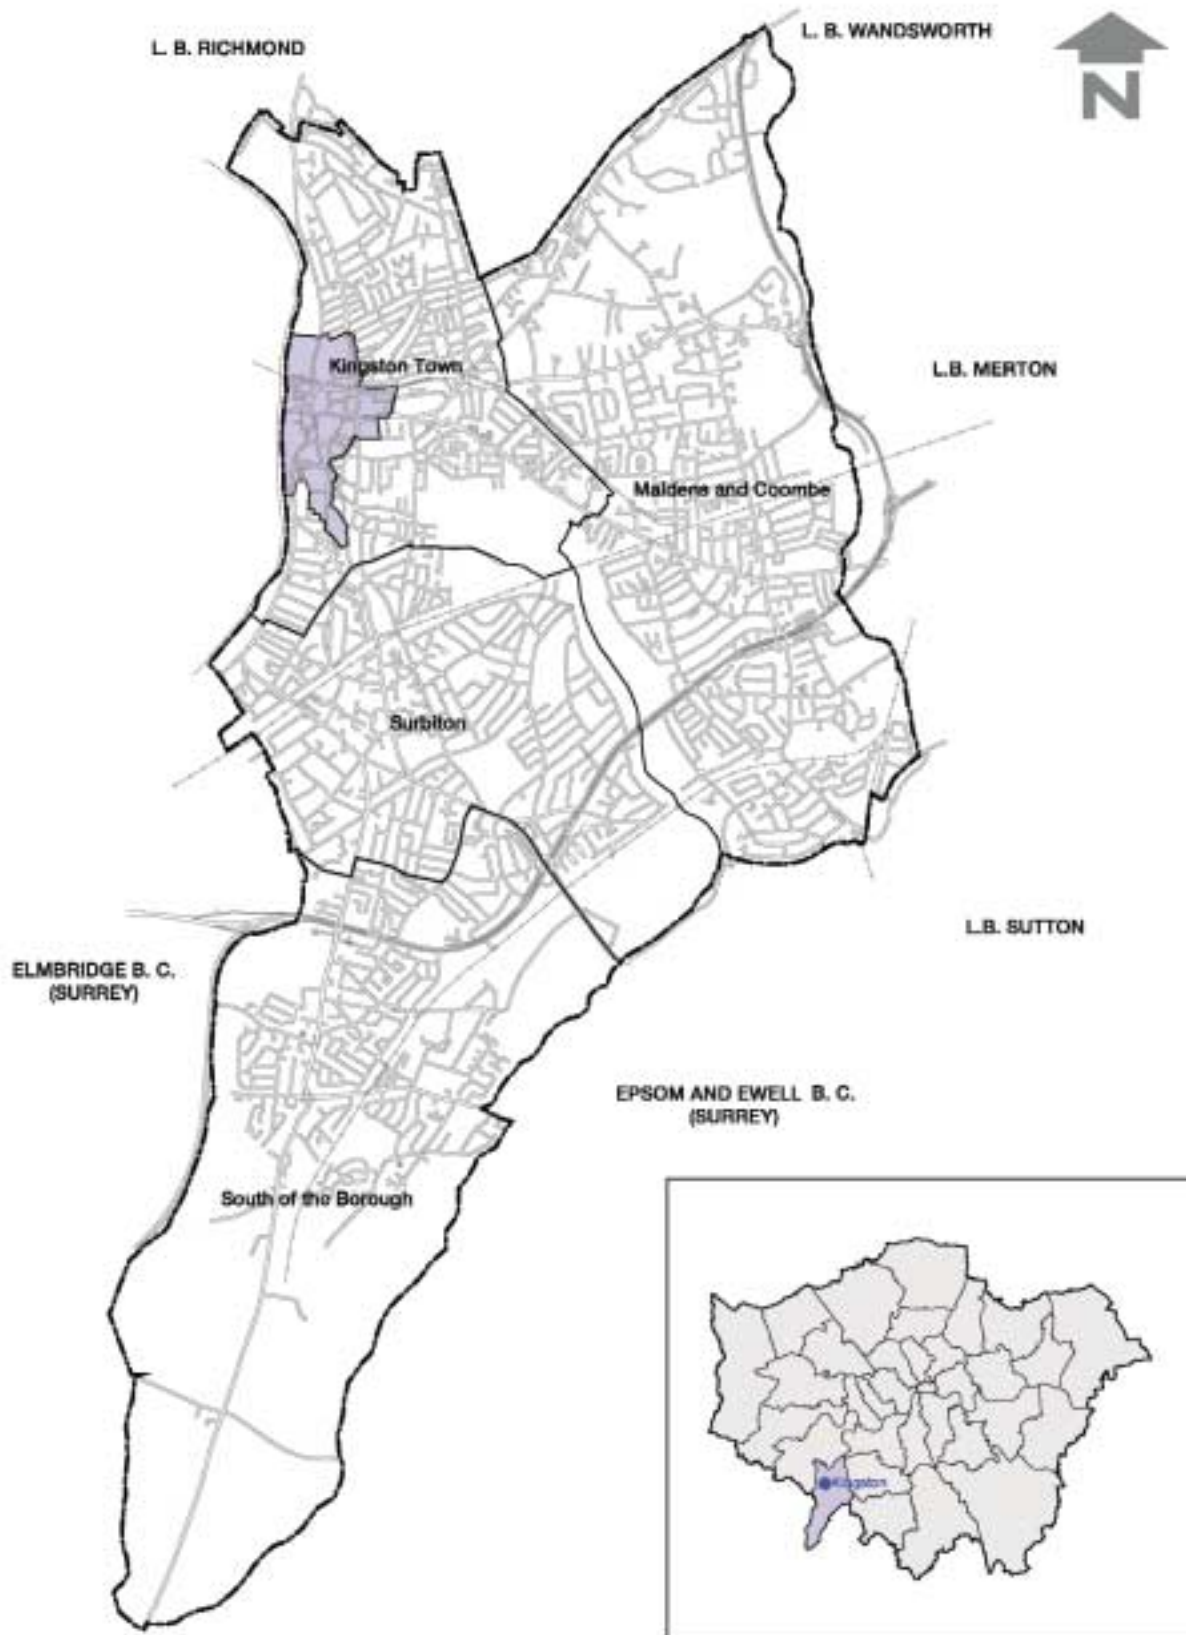 L. B. RICHMOND
L. B. WANDSWORTH
N
Kingston Town
L.B. MERTON
Maldens and Coombe
Surbiton
L.B. SUTTON
ELMBRIDGE B. C.
(SURREY)
EPSOM AND EWELL B. C.
(SURREY)
South of the Borough
Kingston